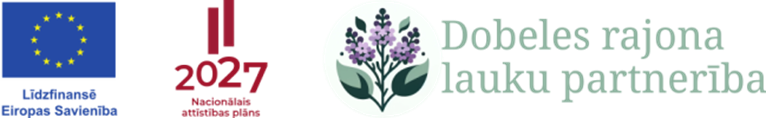 Līdzfinansē
Eiropas Savienība
2027
Nacionālais
attīstības plāns
Dobeles rajona
lauku partnerība